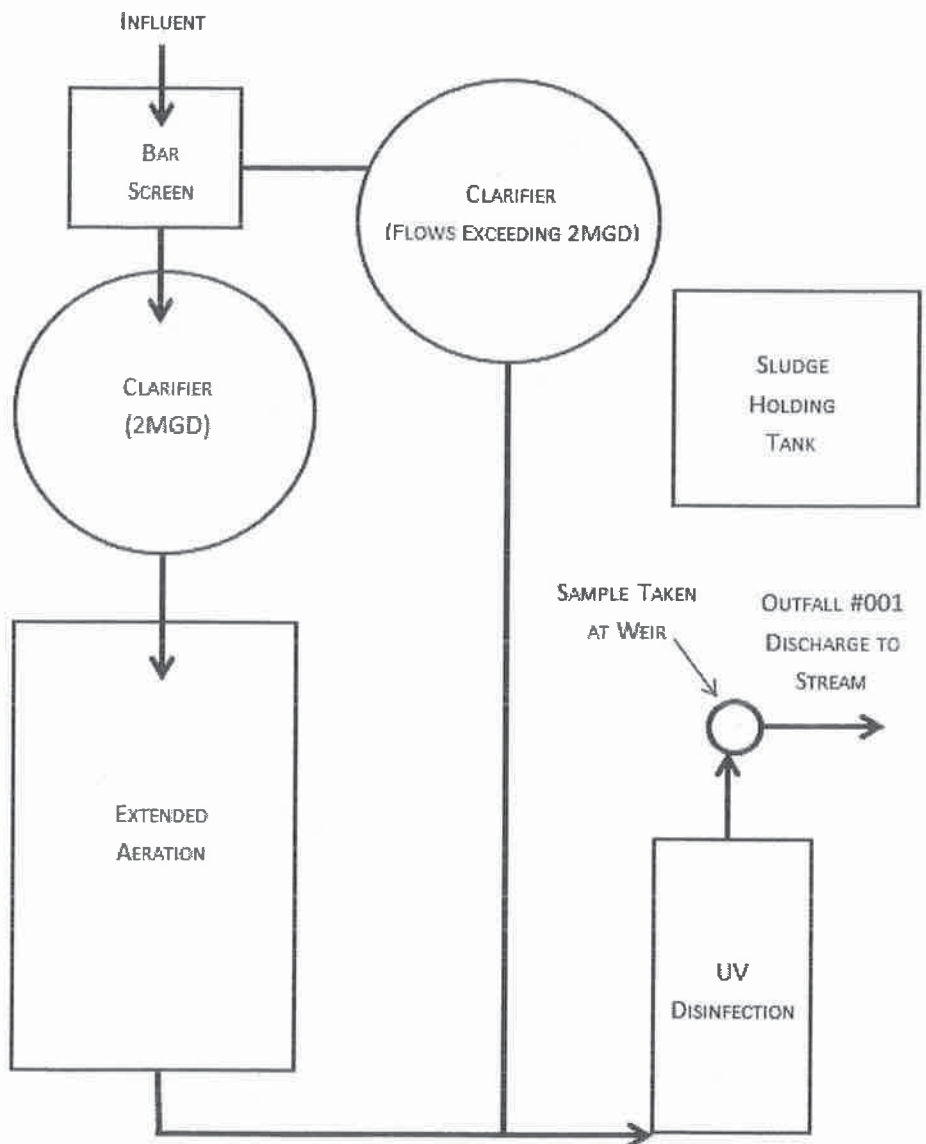 INFLUENT
BAR
SCREEN
CLARIFIER
(FLOWS EXCEEDING 2MGD)
CLARIFIER
(2MGD)
SLUDGE
HOLDING
TANK
SAMPLE TAKEN
AT WEIR
OUTFALL #001
DISCHARGE TO
STREAM
EXTENDED
AERATION
UV
DISINFECTION